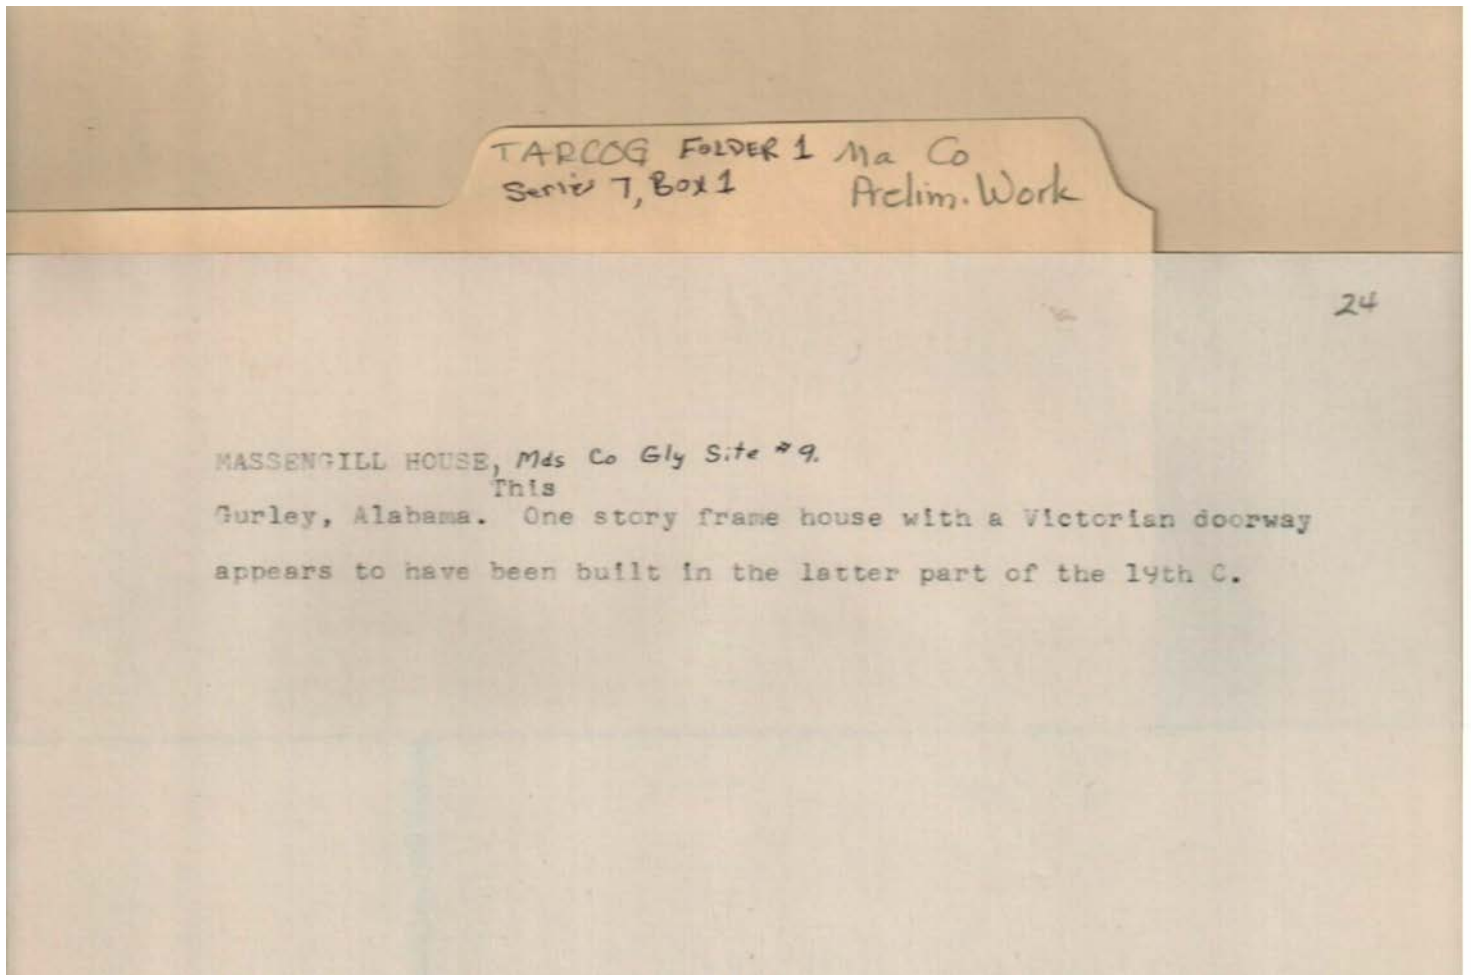 TARCOG FOLDER 1 Ma Co
Series 7, Box 1 Prelim. Work
24
MASSENGILL HOUSE, Mds Co Gly Site #9.
This
Gurley, Alabama. One story frame house with a Victorian doorway
appears to have been built in the latter part of the 19th C.